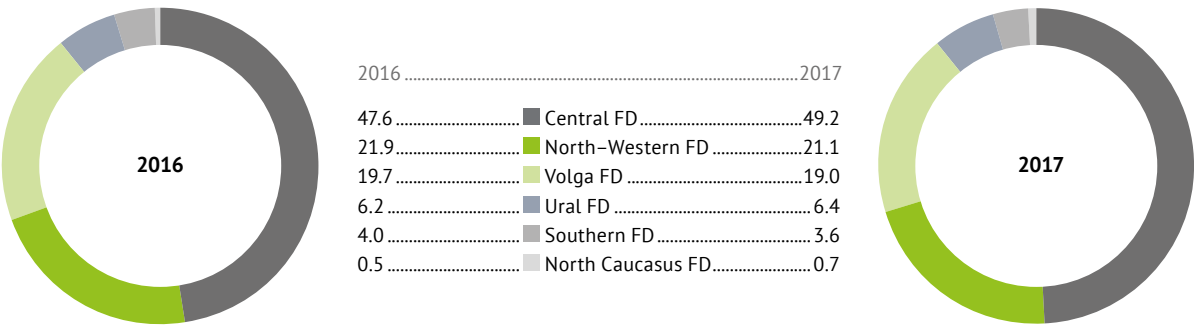 2016
2016 2017
47.6 Central FD 49.2
21.9 North–Western FD 21.1
19.7 Volga FD 19.0
6.2 Ural FD 6.4
4.0 Southern FD 3.6
0.5 North Caucasus FD 0.7
2017